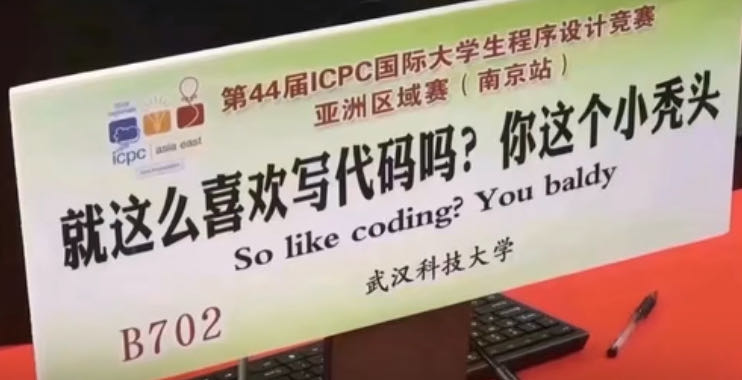 第44届ICPC国际大学生程序设计竞赛
亚洲区域赛（南京站）
icpc
asia east
就这么喜欢写代码吗？你这个小秃头
So like coding? You baldy
武汉科技大学
B702